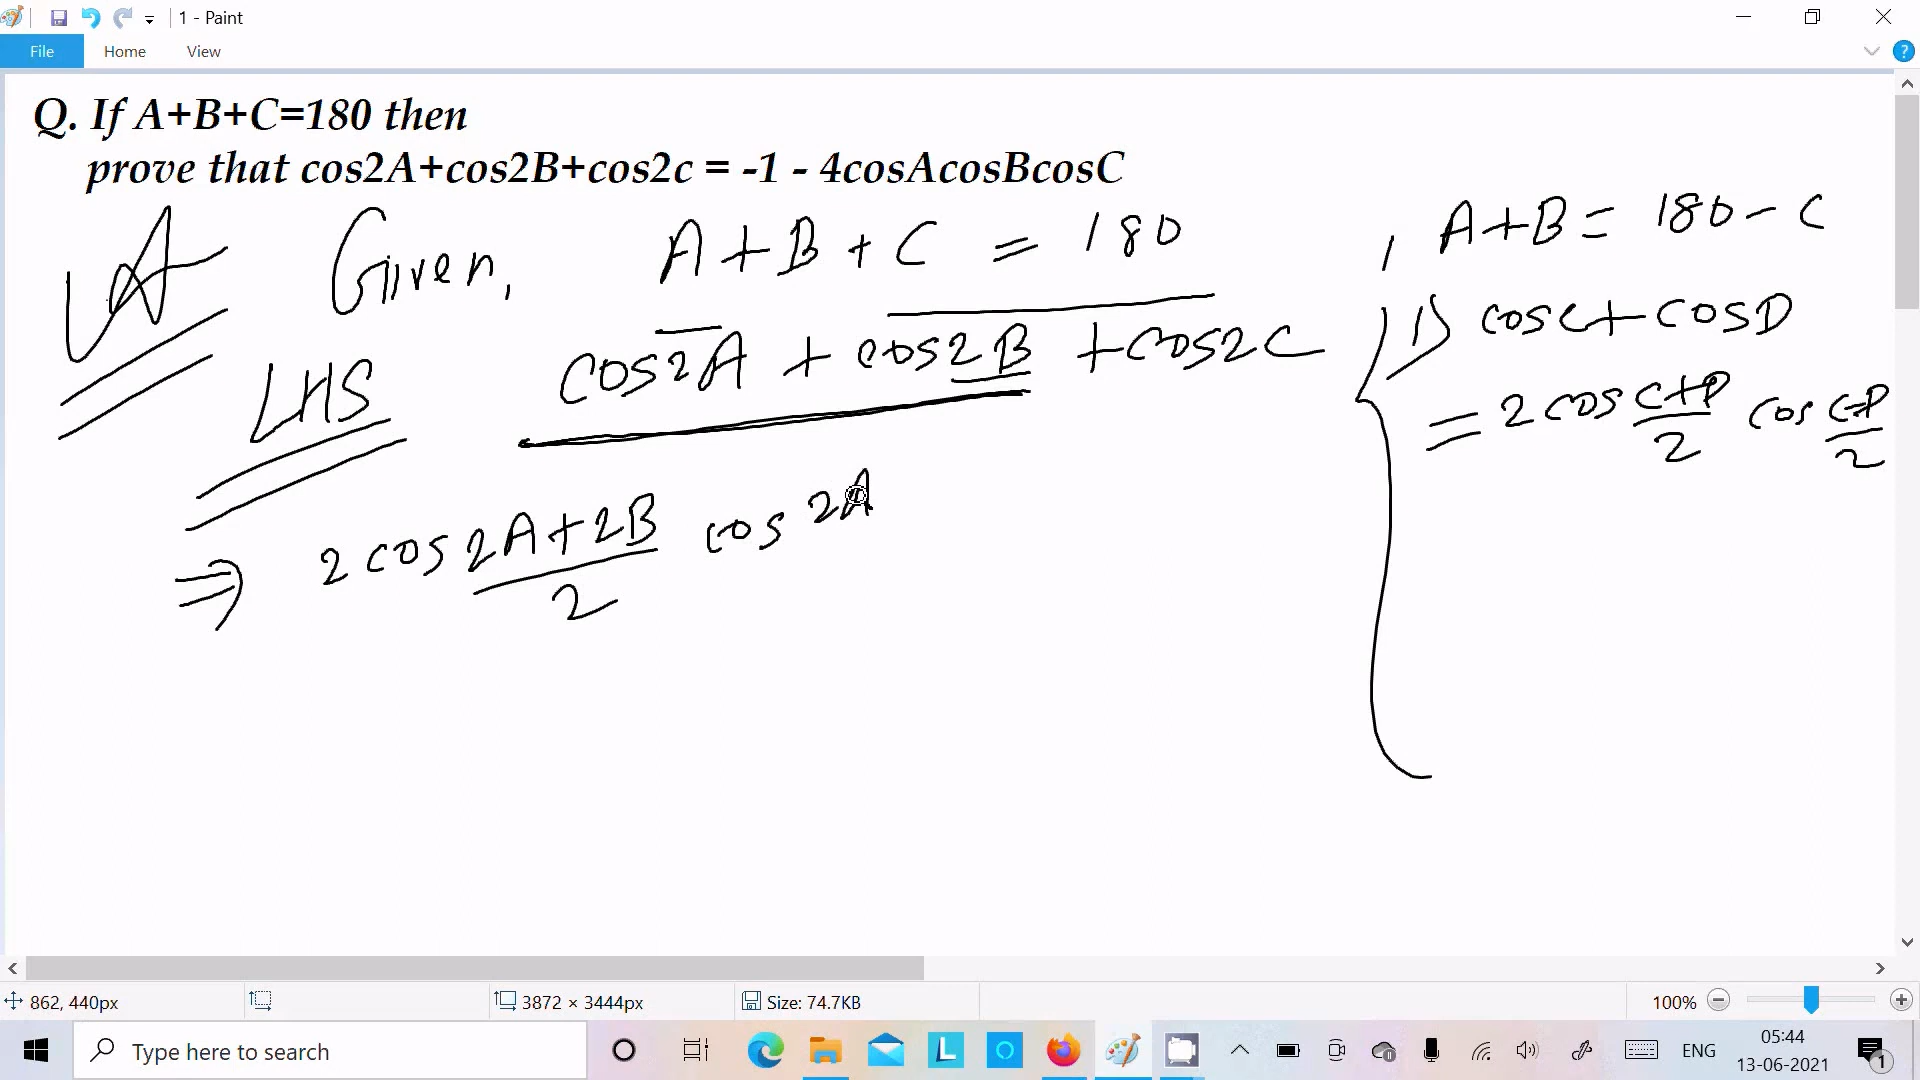 1 - Paint
File Home View
Q. If A+B+C=180 then
prove that cos2A+cos2B+cos2c = -1 - 4cosAcosBcosC
Given, A + B + C = 180 , A+B = 180 - C
LHS cos2A + cos2B + cos2C
1) cosC + cosD
= 2 cos C+D/2 cos C-D/2
⇒ 2 cos 2A+2B/2 cos 2A
862, 440px 3872 × 3444px Size: 74.7KB 100%
Type here to search ENG 05:44
13-06-2021 1